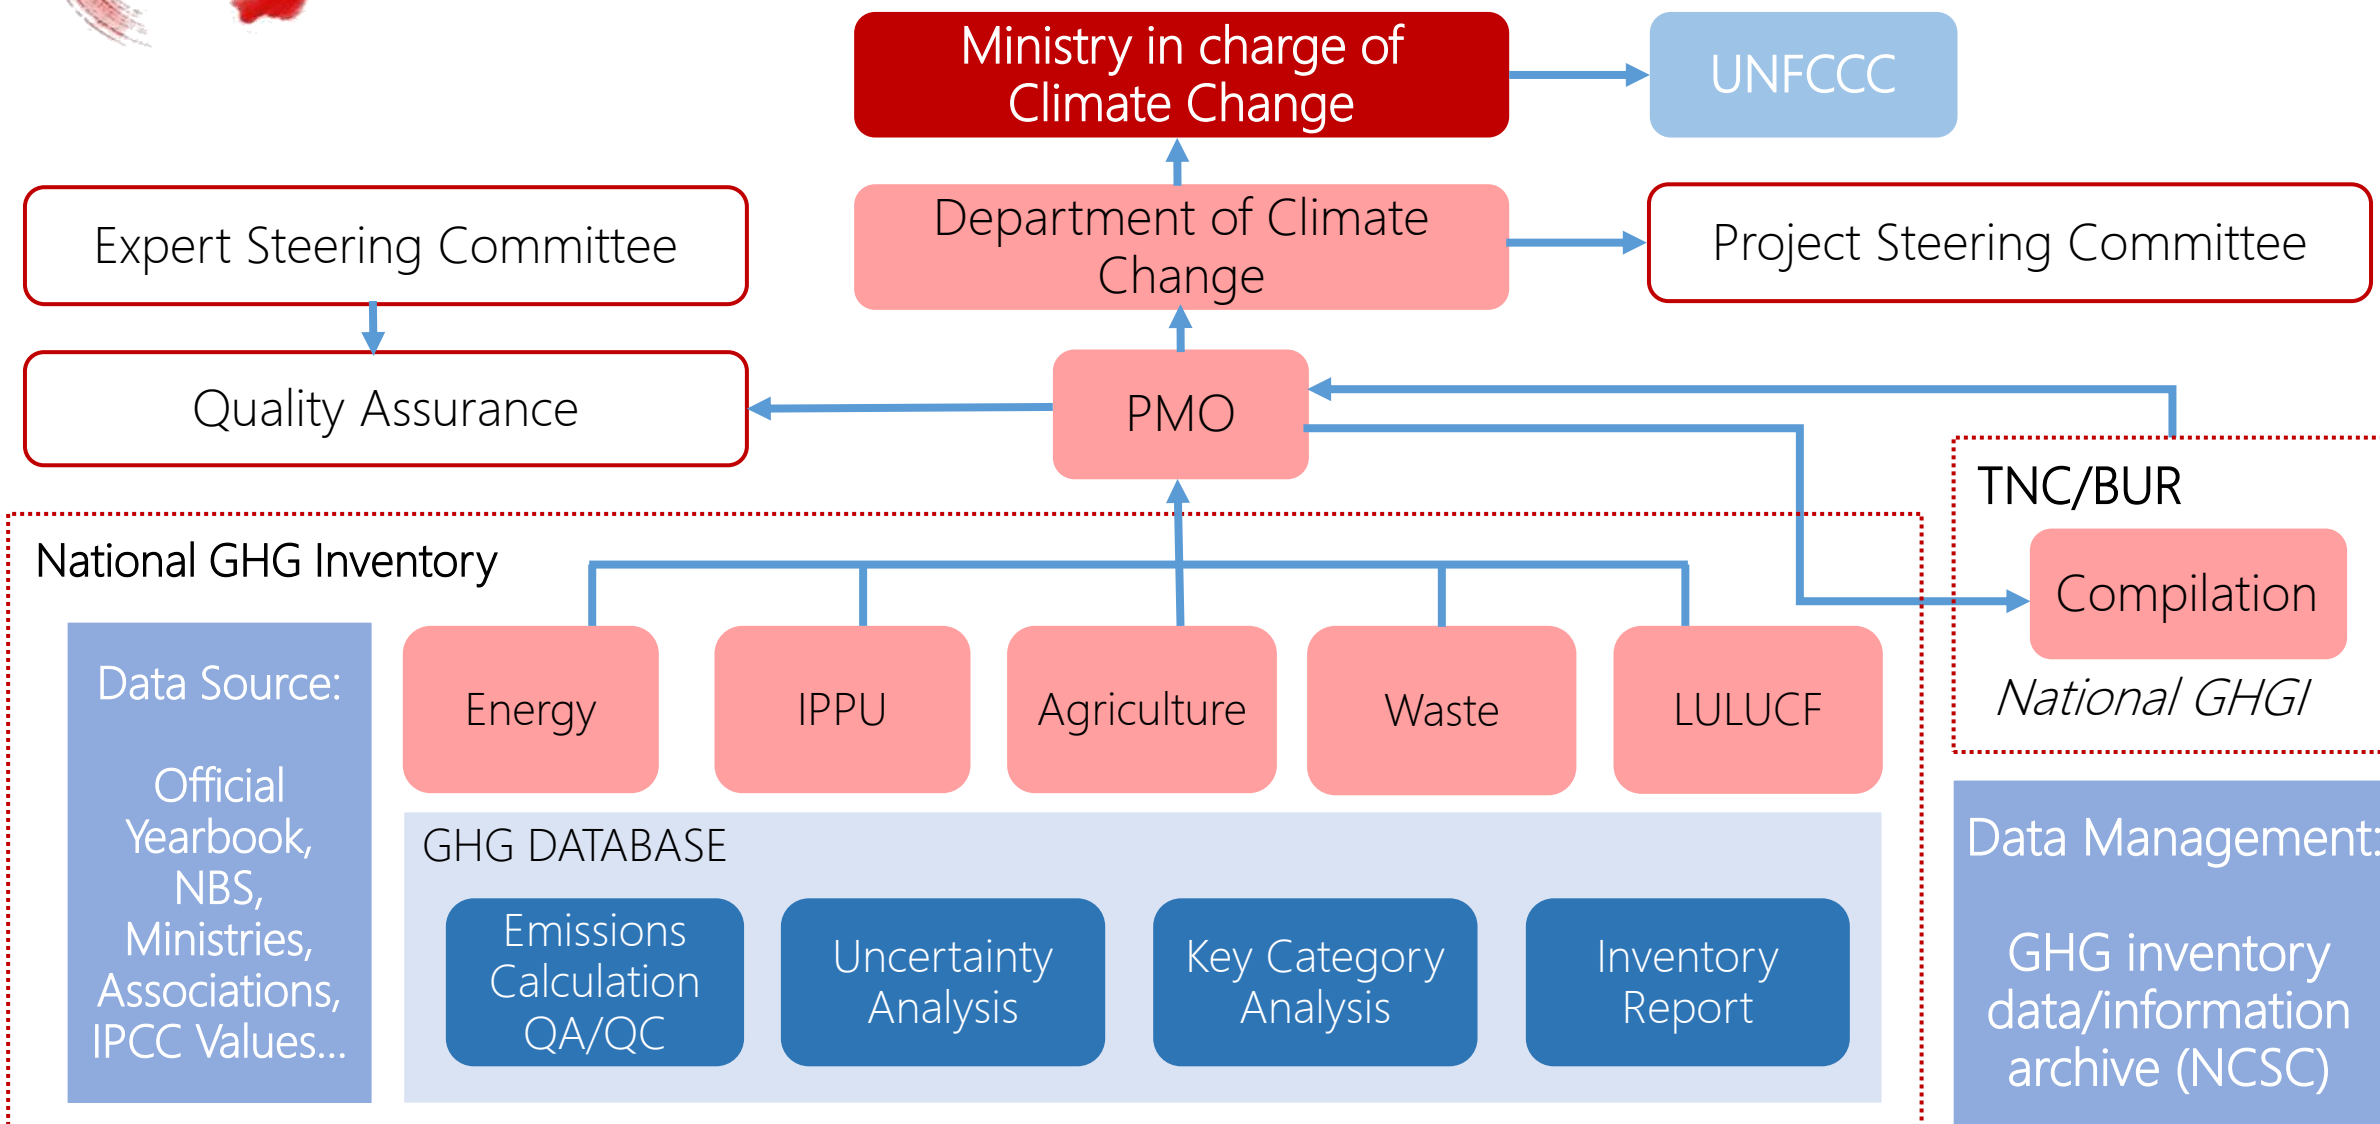 Ministry in charge of
Climate Change
UNFCCC
Expert Steering Committee
Department of Climate
Change
Project Steering Committee
Quality Assurance
PMO
TNC/BUR
Compilation
National GHGI
National GHG Inventory
Data Source:
Official
Yearbook,
NBS,
Ministries,
Associations,
IPCC Values...
Energy
IPPU
Agriculture
Waste
LULUCF
GHG DATABASE
Emissions
Calculation
QA/QC
Uncertainty
Analysis
Key Category
Analysis
Inventory
Report
Data Management:
GHG inventory
data/information
archive (NCSC)